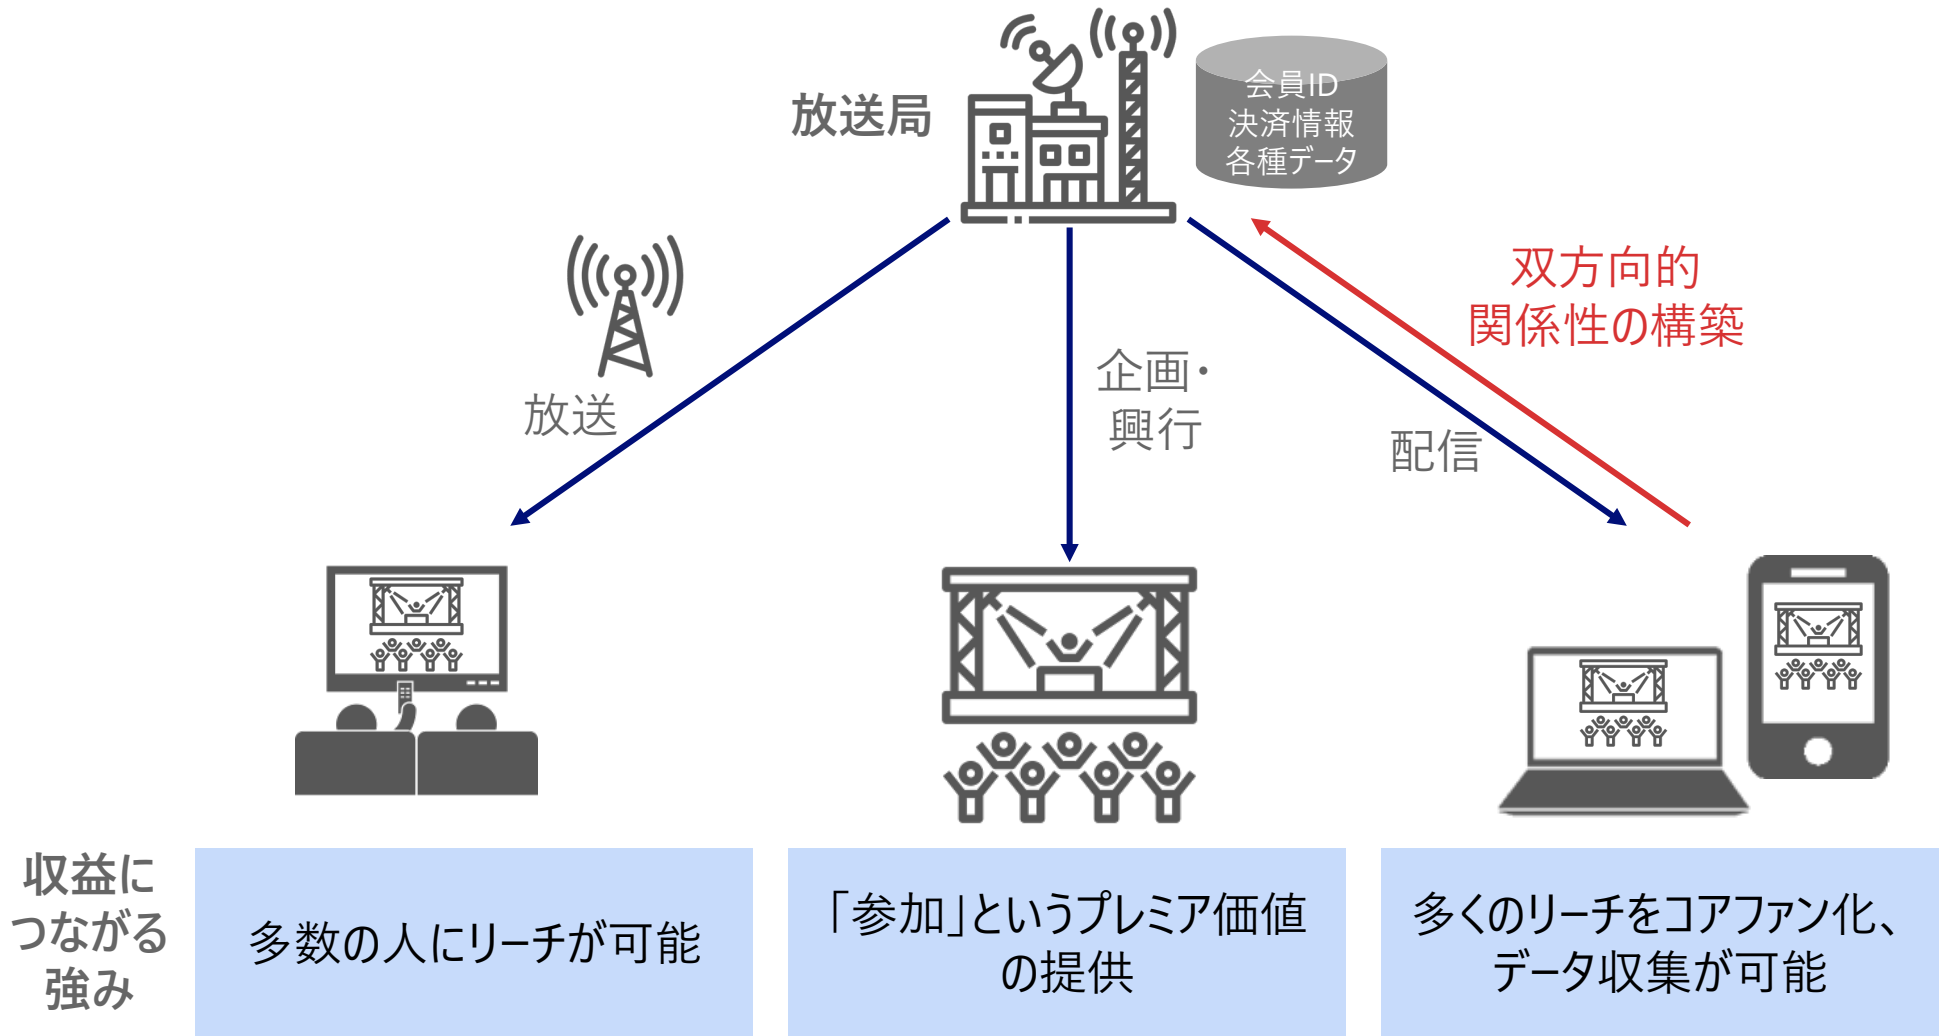 放送局
会員ID
決済情報
各種データ
双方向的
関係性の構築
企画・
興行
放送
配信
収益に
つながる
強み
多数の人にリーチが可能
「参加」というプレミア価値
の提供
多くのリーチをコアファン化、
データ収集が可能